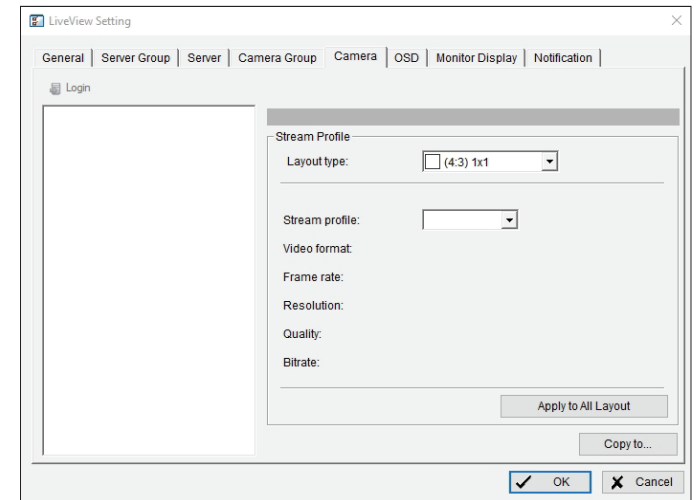 LiveView Setting
General Server Group Server Camera Group Camera OSD Monitor Display Notification
Login
Stream Profile
Layout type: (4:3) 1x1
Stream profile:
Video format:
Frame rate:
Resolution:
Quality:
Bitrate:
Apply to All Layout
Copy to...
OK Cancel